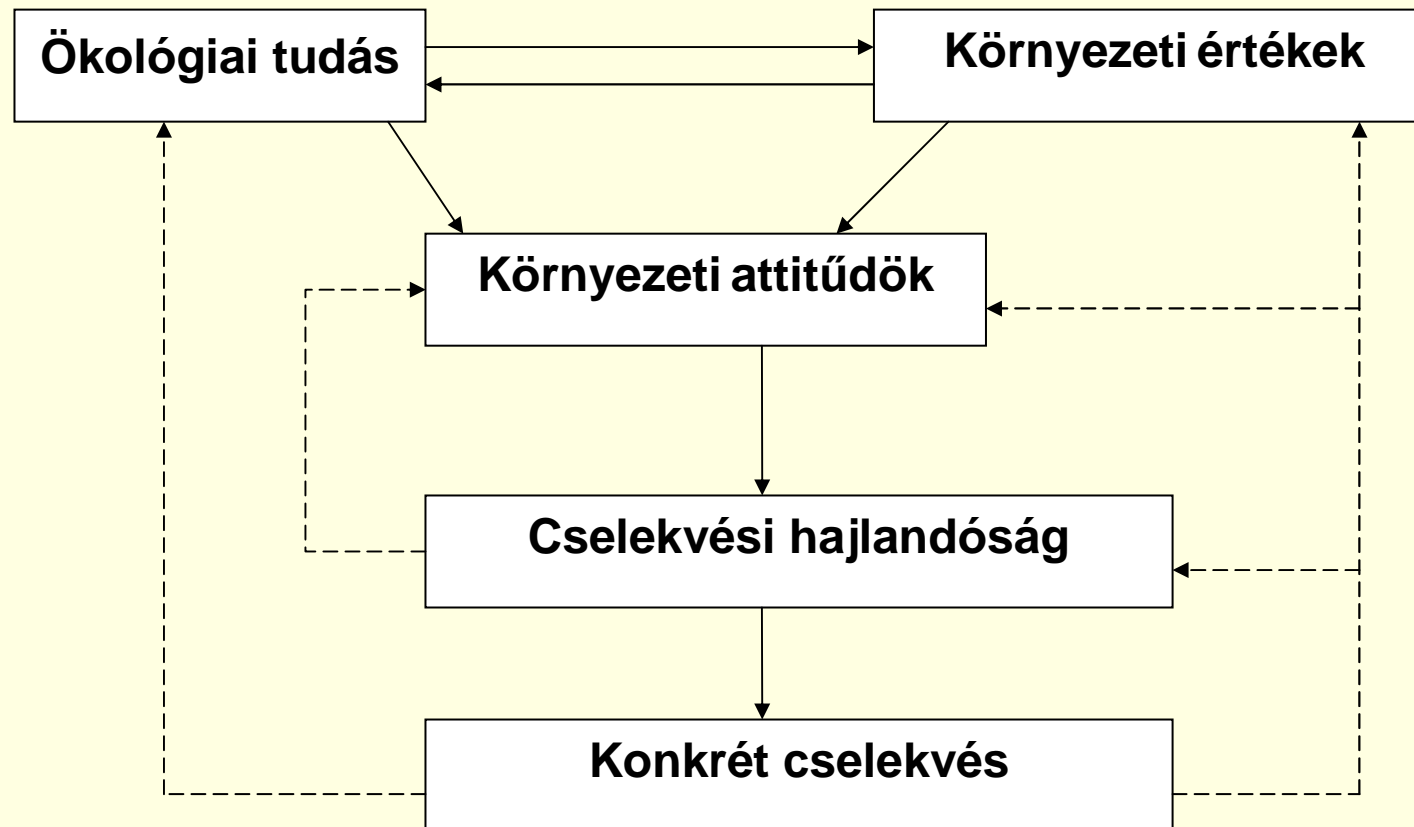 Ökológiai tudás
Környezeti értékek
Környezeti attitűdök
Cselekvési hajlandóság
Konkrét cselekvés